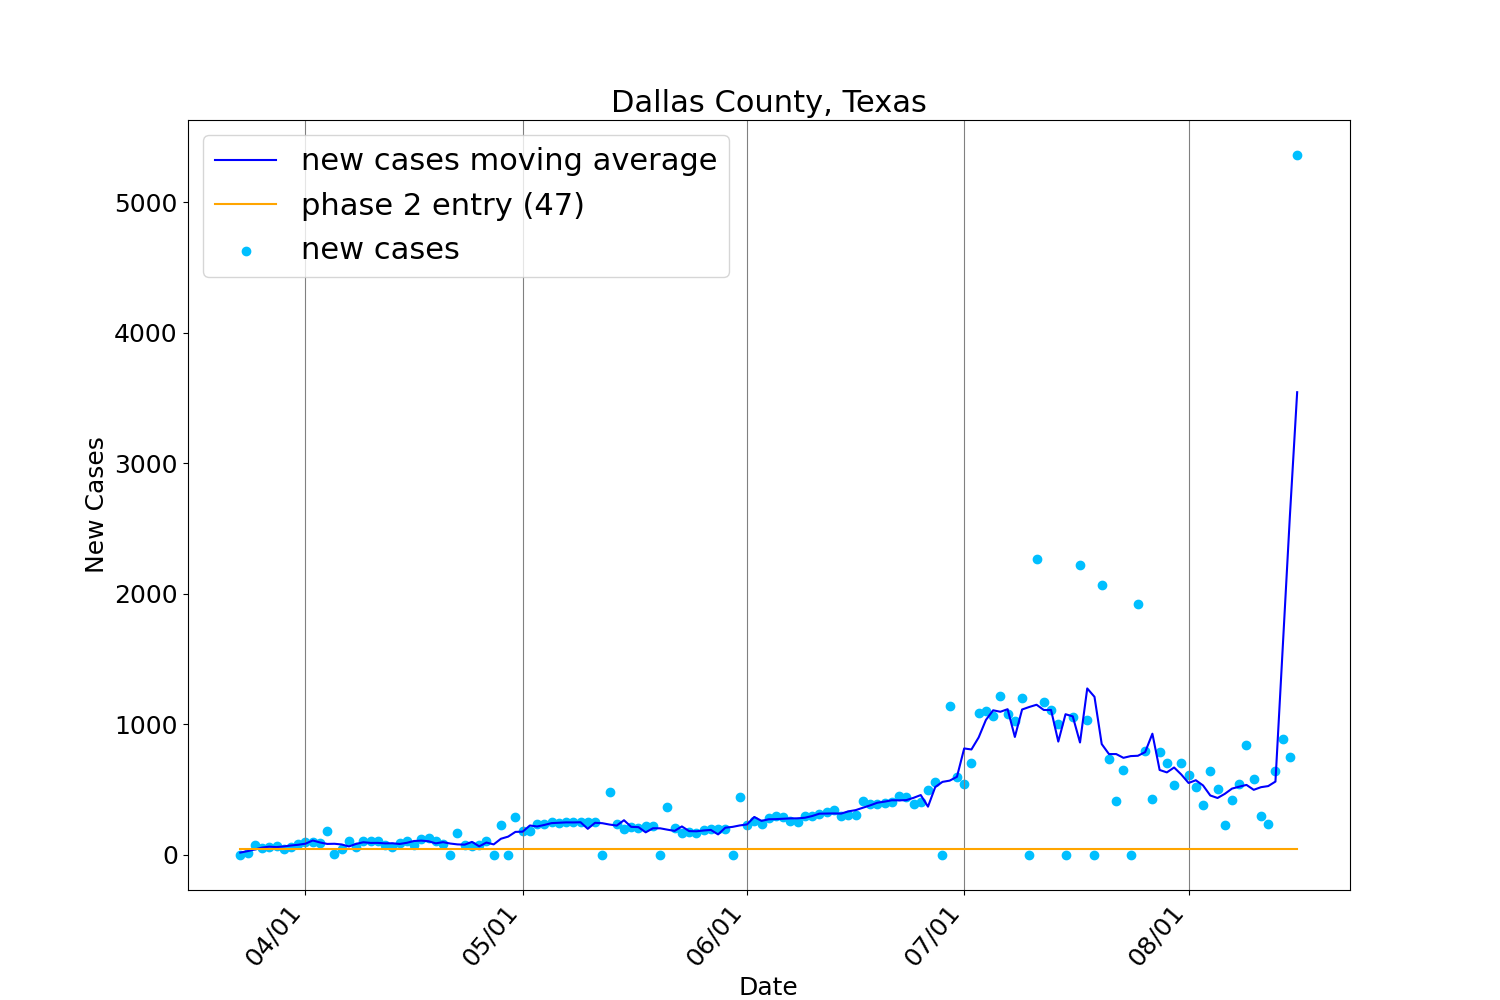 Dallas County, Texas
new cases moving average
phase 2 entry (47)
new cases
5000
4000
3000
2000
1000
0
New Cases
04/01
05/01
06/01
07/01
08/01
Date